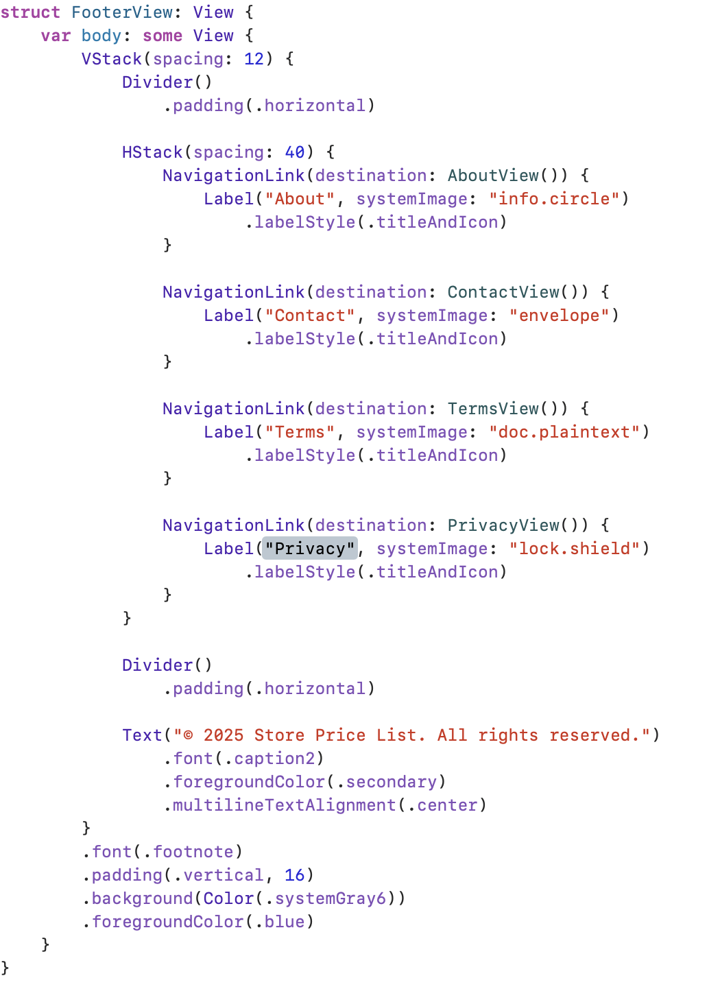 struct FooterView: View {
    var body: some View {
        VStack(spacing: 12) {
            Divider()
                .padding(.horizontal)

            HStack(spacing: 40) {
                NavigationLink(destination: AboutView()) {
                    Label("About", systemImage: "info.circle")
                        .labelStyle(.titleAndIcon)
                }

                NavigationLink(destination: ContactView()) {
                    Label("Contact", systemImage: "envelope")
                        .labelStyle(.titleAndIcon)
                }

                NavigationLink(destination: TermsView()) {
                    Label("Terms", systemImage: "doc.plaintext")
                        .labelStyle(.titleAndIcon)
                }

                NavigationLink(destination: PrivacyView()) {
                    Label("Privacy", systemImage: "lock.shield")
                        .labelStyle(.titleAndIcon)
                }
            }

            Divider()
                .padding(.horizontal)

            Text("© 2025 Store Price List. All rights reserved.")
                .font(.caption2)
                .foregroundColor(.secondary)
                .multilineTextAlignment(.center)
        }
        .font(.footnote)
        .padding(.vertical, 16)
        .background(Color(.systemGray6))
        .foregroundColor(.blue)
    }
}